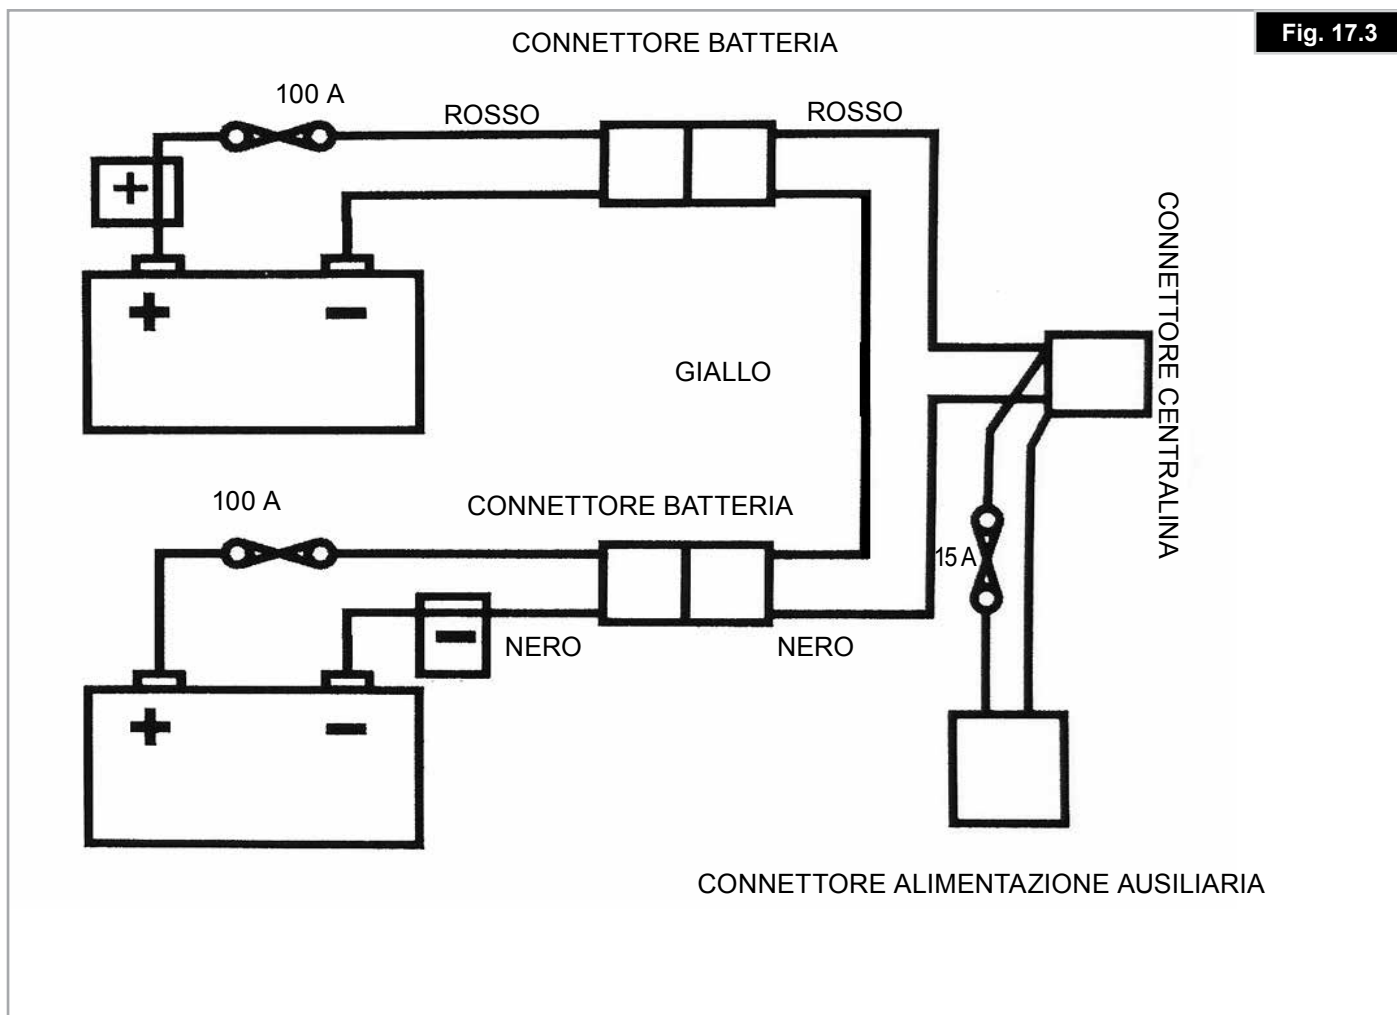 Fig. 17.3
CONNETTORE BATTERIA
100 A
ROSSO
ROSSO
+
+
-
CONNETTORE CENTRALINA
GIALLO
100 A
CONNETTORE BATTERIA
15 A
-
NERO
NERO
+
-
CONNETTORE ALIMENTAZIONE AUSILIARIA